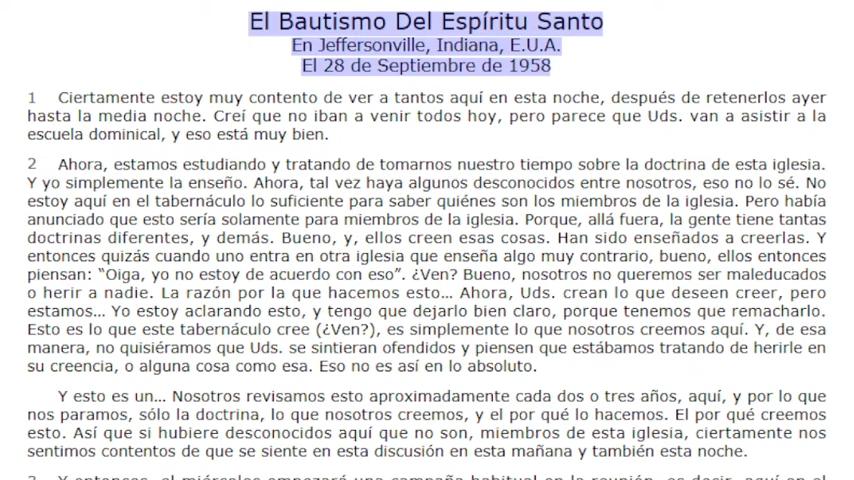 El Bautismo Del Espíritu Santo
En Jeffersonville, Indiana, E.U.A.
El 28 de Septiembre de 1958
1 Ciertamente estoy muy contento de ver a tantos aquí en esta noche, después de retenerlos ayer
hasta la media noche. Creí que no iban a venir todos hoy, pero parece que Uds. van a asistir a la
escuela dominical, y eso está muy bien.
2 Ahora, estamos estudiando y tratando de tomarnos nuestro tiempo sobre la doctrina de esta iglesia.
Y yo simplemente la enseño. Ahora, tal vez haya algunos desconocidos entre nosotros, eso no lo sé. No
estoy aquí en el tabernáculo lo suficiente para saber quiénes son los miembros de la iglesia. Pero había
anunciado que esto sería solamente para miembros de la iglesia. Porque, allá fuera, la gente tiene tantas
doctrinas diferentes, y demás. Bueno, y, ellos creen esas cosas. Han sido enseñados a creerlas. Y
entonces quizás cuando uno entra en otra iglesia que enseña algo muy contrario, bueno, ellos entonces
piensan: “Oiga, yo no estoy de acuerdo con eso”. ¿Ven? Bueno, nosotros no queremos ser maleducados
o herir a nadie. La razón por la que hacemos esto... Ahora, Uds. crean lo que deseen creer, pero
estamos... Yo estoy aclarando esto, y tengo que dejarlo bien claro, porque tenemos que remacharlo.
Esto es lo que este tabernáculo cree (¿Ven?), es simplemente lo que nosotros creemos aquí. Y, de esa
manera, no quisiéramos que Uds. se sintieran ofendidos y piensen que estábamos tratando de herirle en
su creencia, o alguna cosa como esa. Eso no es así en lo absoluto.
Y esto es un... Nosotros revisamos esto aproximadamente cada dos o tres años, aquí, y por lo que
nos paramos, sólo la doctrina, lo que nosotros creemos, y el por qué lo hacemos. El por qué creemos
esto. Así que si hubiere desconocidos aquí que no son, miembros de esta iglesia, ciertamente nos
sentimos contentos de que se siente en esta discusión en esta mañana y también esta noche.
3 Y entonces, el miércoles empezará una campaña habitual en la reunión, es decir, aquí en el